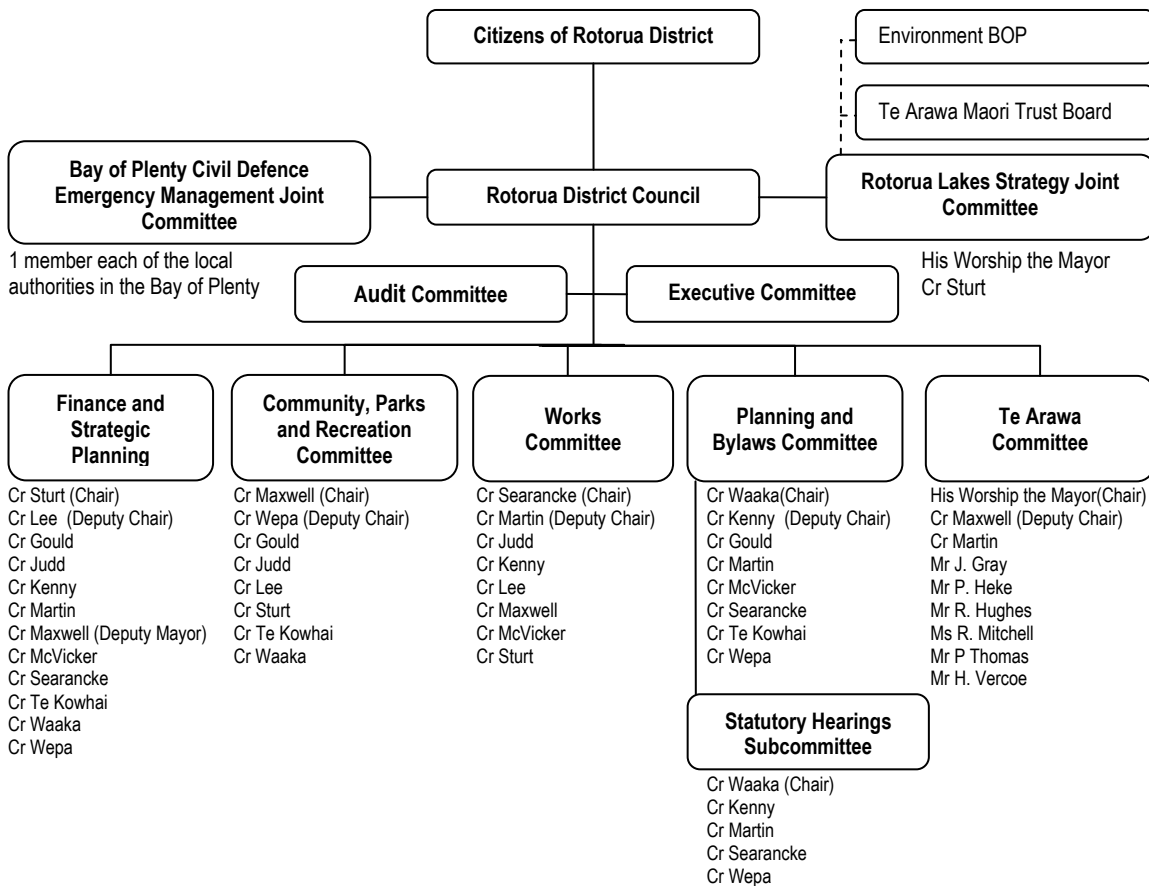 Citizens of Rotorua District
Environment BOP
Te Arawa Maori Trust Board
Bay of Plenty Civil Defence
Emergency Management Joint
Committee
Rotorua District Council
Rotorua Lakes Strategy Joint
Committee
1 member each of the local
authorities in the Bay of Plenty
His Worship the Mayor
Cr Sturt
Audit Committee
Executive Committee
Finance and
Strategic
Planning
Cr Sturt (Chair)
Cr Lee (Deputy Chair)
Cr Gould
Cr Judd
Cr Kenny
Cr Martin
Cr Maxwell (Deputy Mayor)
Cr McVicker
Cr Searancke
Cr Te Kowhai
Cr Waaka
Cr Wepa
Community, Parks
and Recreation
Committee
Cr Maxwell (Chair)
Cr Wepa (Deputy Chair)
Cr Gould
Cr Judd
Cr Lee
Cr Sturt
Cr Te Kowhai
Cr Waaka
Works
Committee
Cr Searancke (Chair)
Cr Martin (Deputy Chair)
Cr Judd
Cr Kenny
Cr Lee
Cr Maxwell
Cr McVicker
Cr Sturt
Planning and
Bylaws Committee
Cr Waaka(Chair)
Cr Kenny (Deputy Chair)
Cr Gould
Cr Martin
Cr McVicker
Cr Searancke
Cr Te Kowhai
Cr Wepa
Statutory Hearings
Subcommittee
Cr Waaka (Chair)
Cr Kenny
Cr Martin
Cr Searancke
Cr Wepa
Te Arawa
Committee
His Worship the Mayor(Chair)
Cr Maxwell (Deputy Chair)
Cr Martin
Mr J. Gray
Mr P. Heke
Mr R. Hughes
Ms R. Mitchell
Mr P Thomas
Mr H. Vercoe